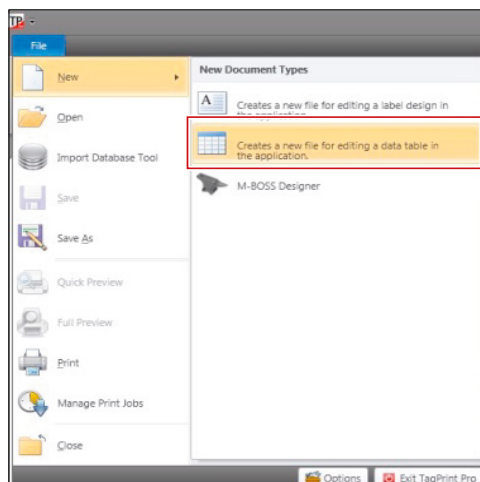 TP
File
New
New Document Types
Creates a new file for editing a label design in
the application.
Open
Creates a new file for editing a data table in
the application.
Import Database Tool
M-BOSS Designer
Save
Save As
Quick Preview
Full Preview
Print
Manage Print Jobs
Close
Options
Exit TagPrint Pro